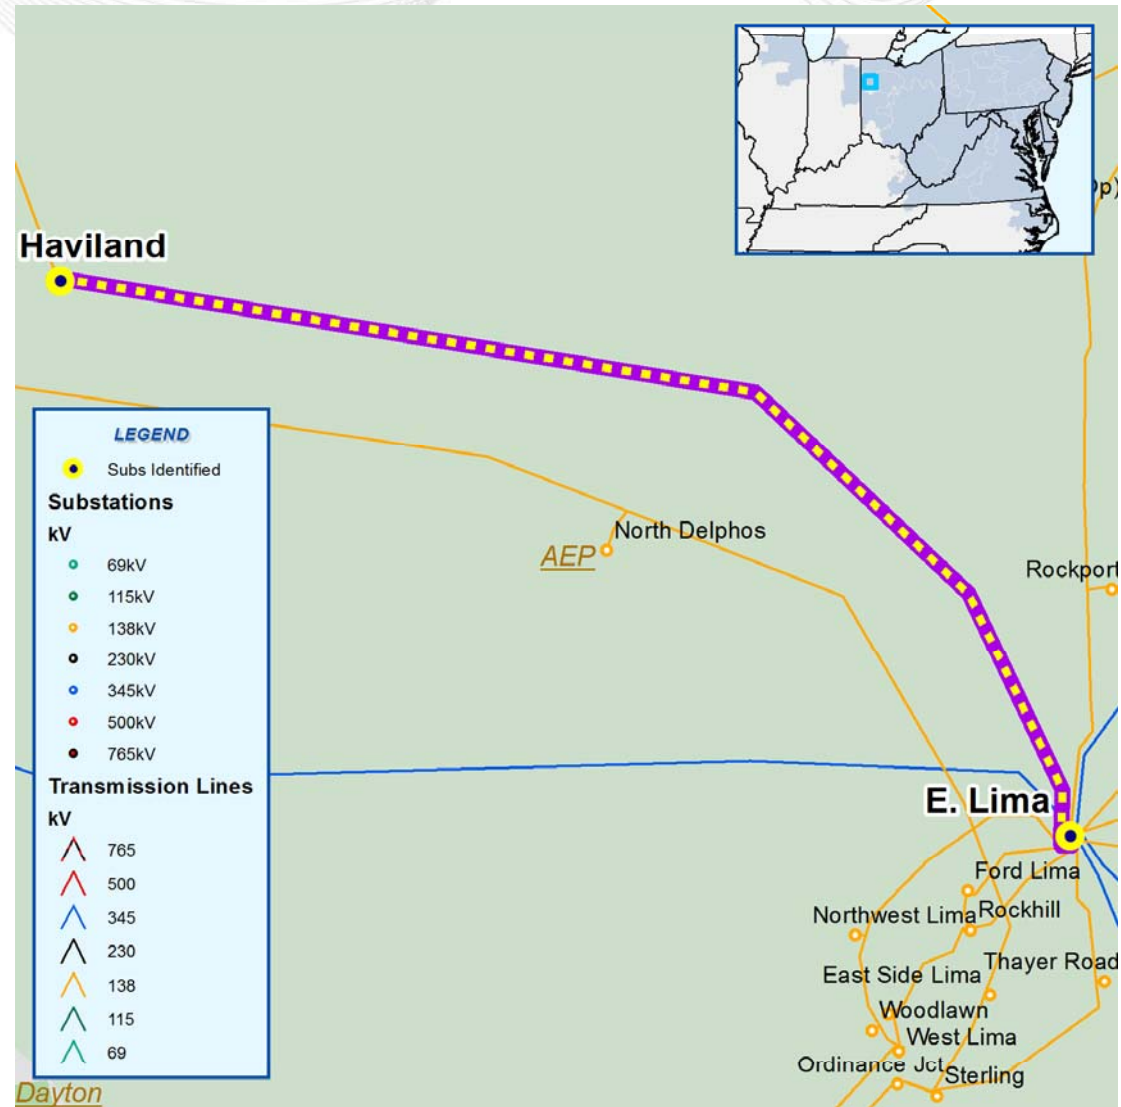 Op)
Haviland
LEGEND
Subs Identified
Substations
kV
69kV
115kV
138kV
230kV
345kV
500kV
765kV
Transmission Lines
kV
765
500
345
230
138
115
69
North Delphos
AEP
Rockport
E. Lima
Ford Lima
Northwest Lima
Rockhill
East Side Lima
Thayer Road
Woodlawn
West Lima
Ordinance Jct
Sterling
Dayton